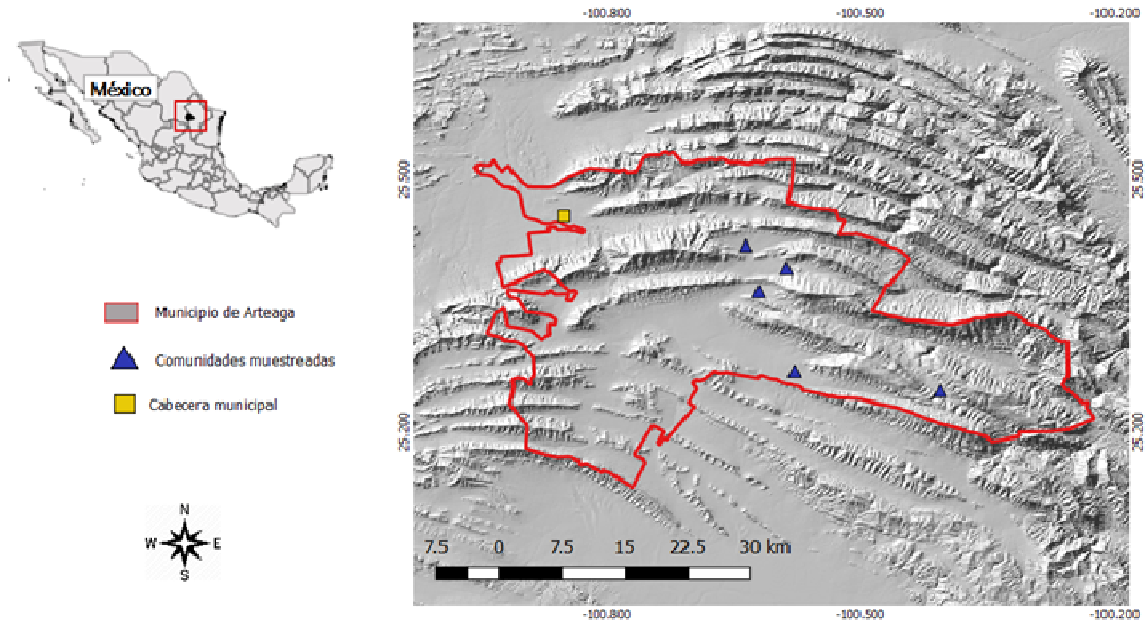 -100.800 -100.500 -100.200
México
25.500
25.500
Municipio de Arteaga
Comunidades muestreadas
Cabecera municipal
25.200
25.200
N
W E
S
7.5 0 7.5 15 22.5 30 km
-100.800 -100.500 -100.200